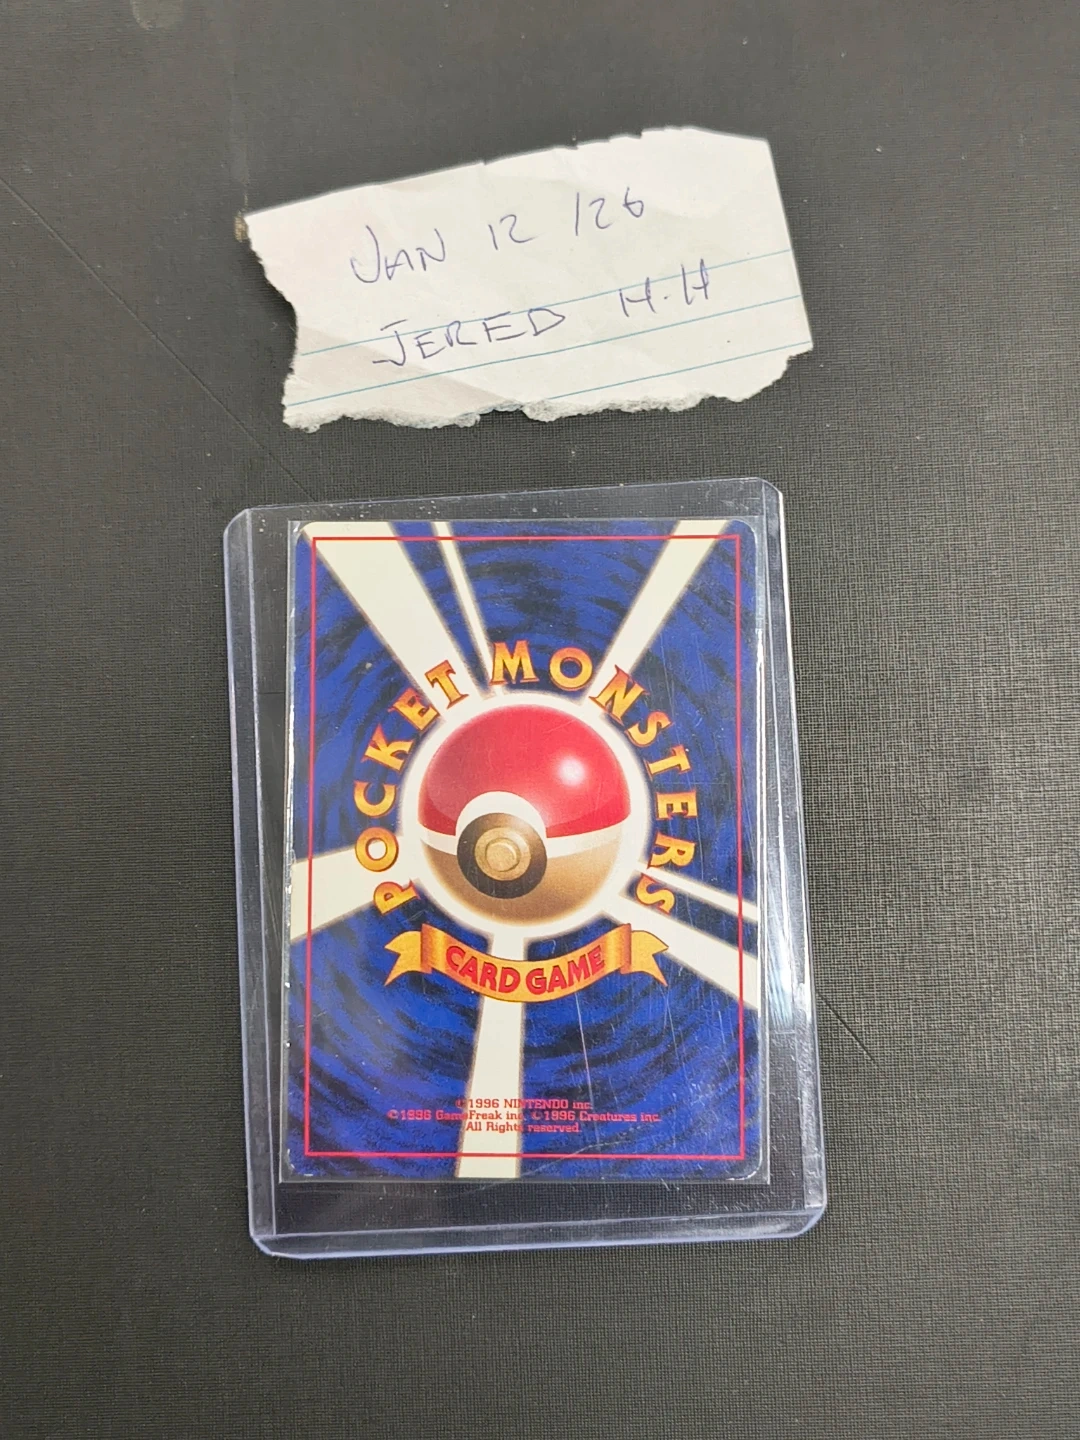 JAN 12 /26
JERED H.H
POCKET MONSTERS
CARD GAME
©1996 NINTENDO inc.
©1996 GameFreak inc. ©1996 Creatures inc.
All Rights reserved.